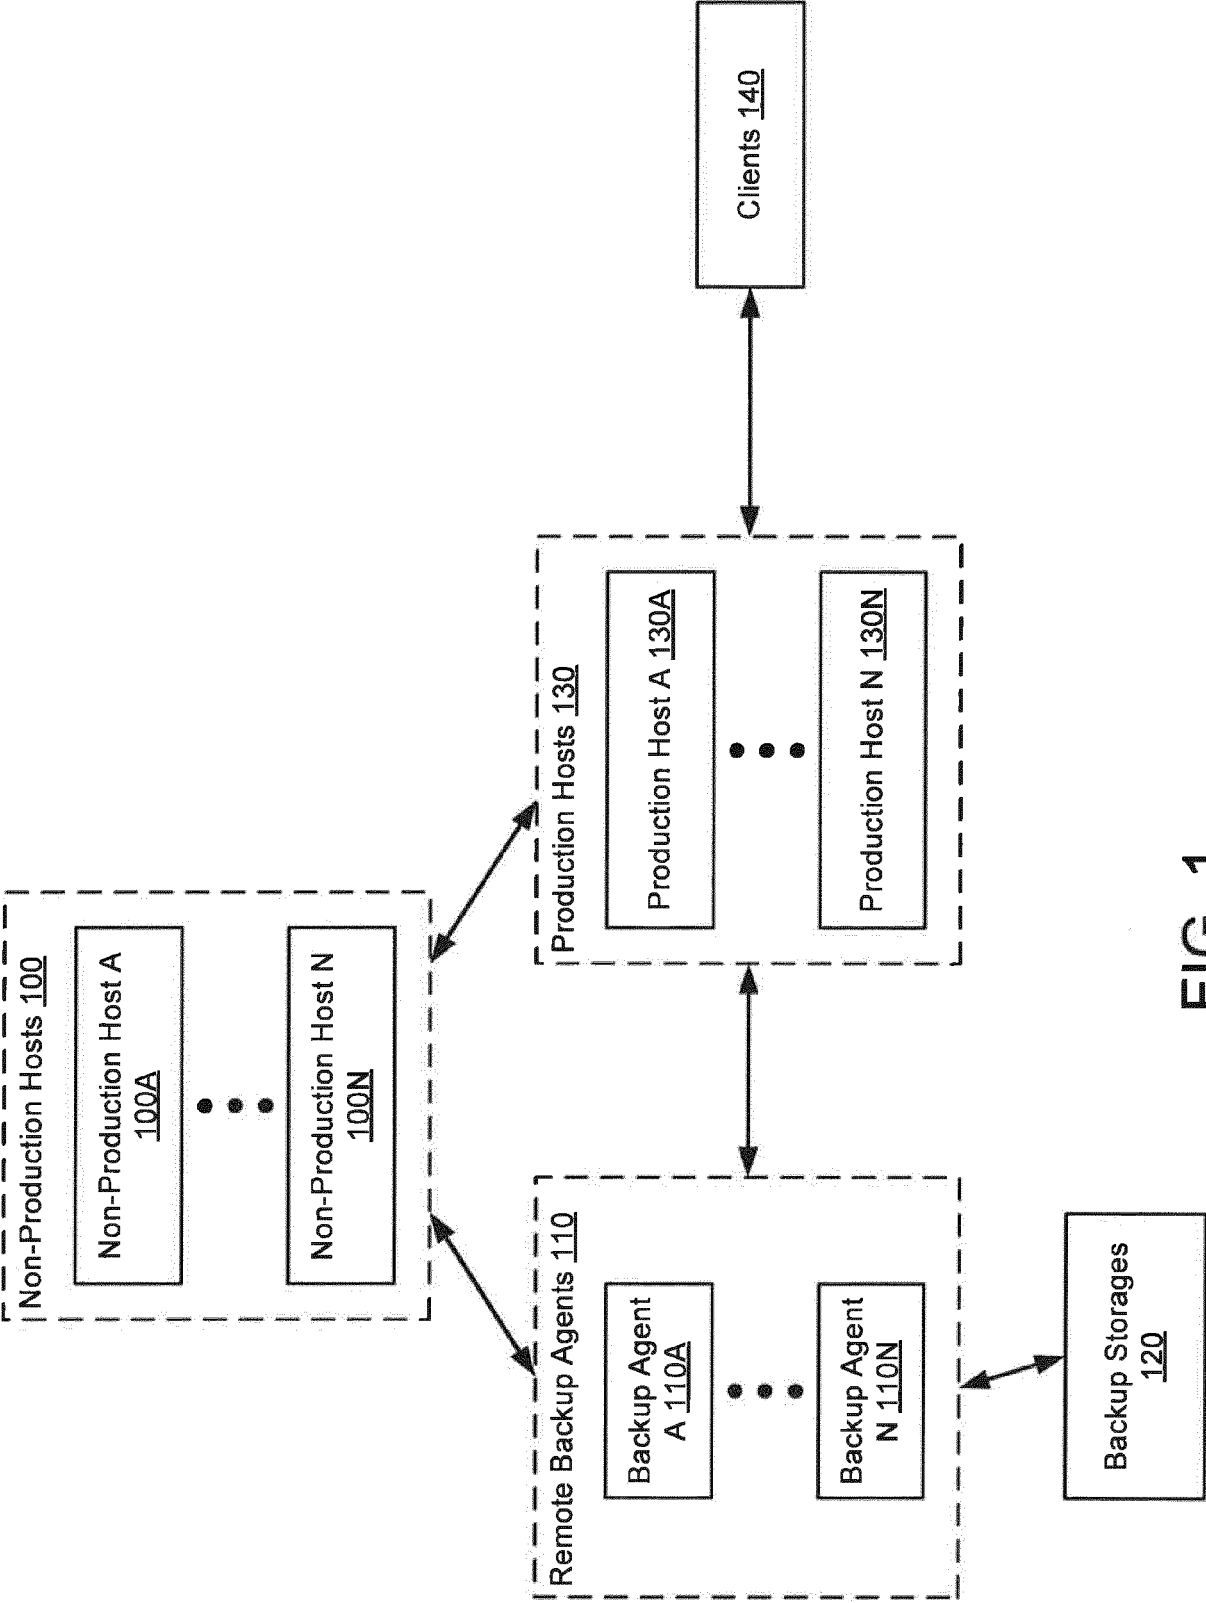 Non-Production Hosts 100
Non-Production Host A
100A
Non-Production Host N
100N
Remote Backup Agents 110
Backup Agent
A 110A
Backup Agent
N 110N
Production Hosts 130
Production Host A 130A
Production Host N 130N
Clients 140
Backup Storages
120
FIG. 1